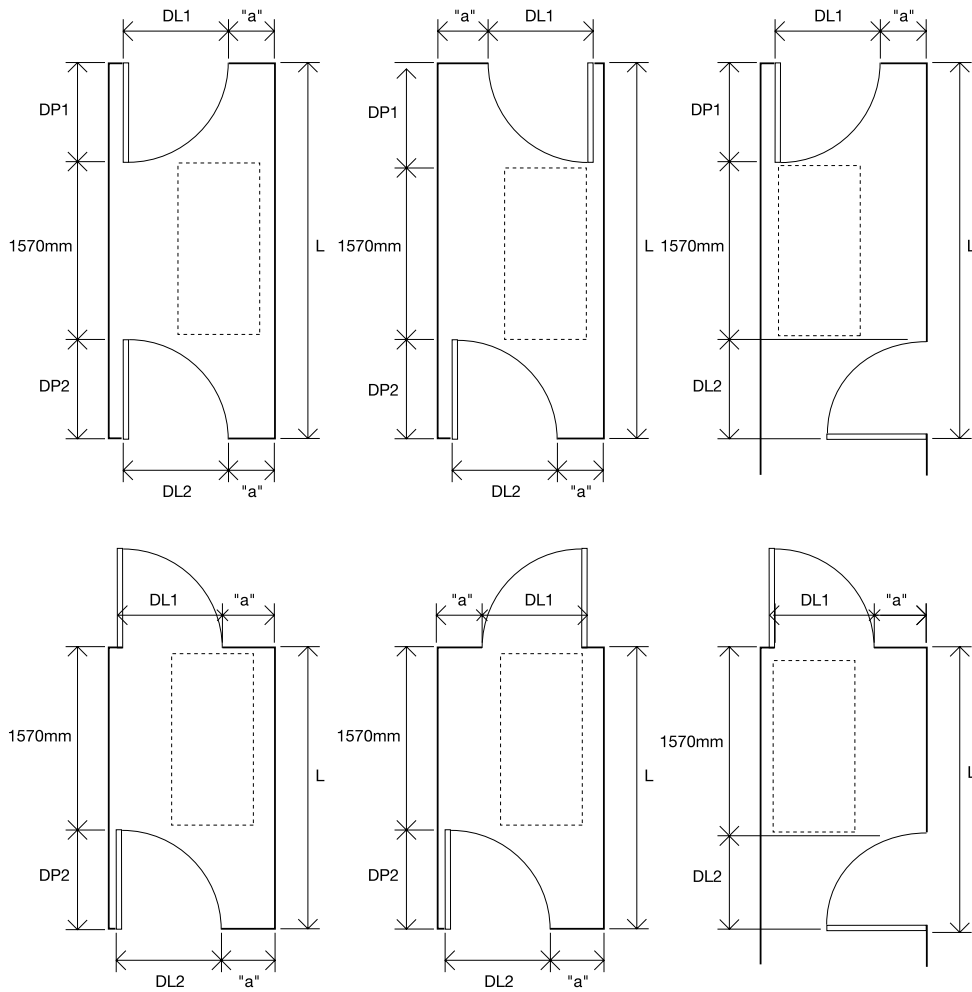 DL1 "a"
"a" DL1
DL1 "a"
DP1
DP1
DP1
1570mm
L
1570mm
L
1570mm
L
DP2
DP2
DL2
DL2 "a"
DL2 "a"
DL1 "a"
"a" DL1
DL1 "a"
1570mm
L
1570mm
L
1570mm
L
DP2
DP2
DL2
DL2 "a"
DL2 "a"